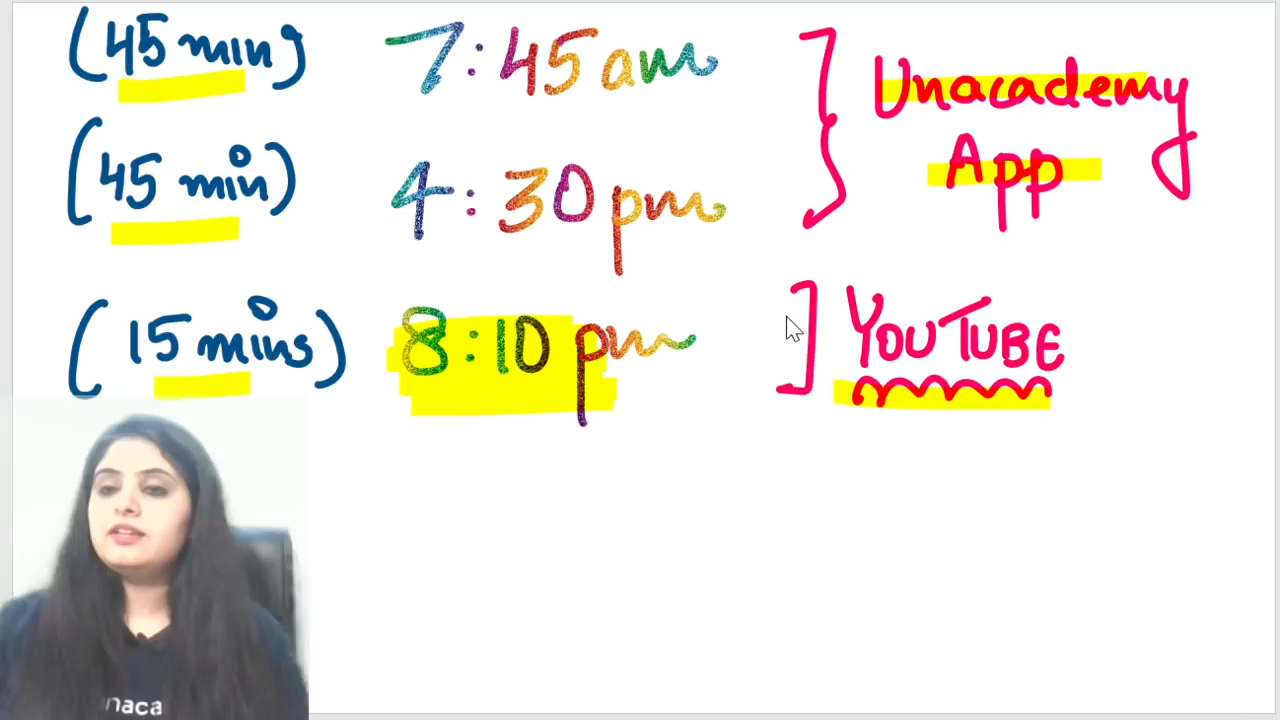 (45 min) 7:45 am
Unacademy
App
(45 min) 4:30 pm
(15 mins) 8:10 pm YOUTUBE
naca